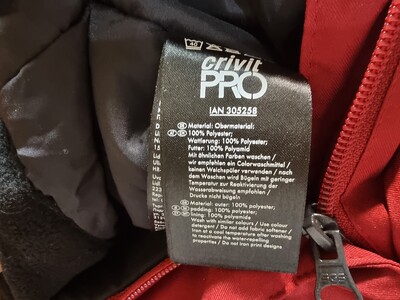 40
crivit
PRO
IAN 305258
Material: Obermaterial:
100% Polyester;
Wattierung: 100% Polyester;
Futter: 100% Polyamid
Mit ähnlichen Farben waschen /
wir empfehlen ein Colorwaschmittel /
keinen Weichspüler verwenden / nach
dem Waschen wird Bügeln mit geringer
Temperatur zur Reaktivierung der
Wasserabweisung empfohlen /
Drucke nicht bügeln!
Material: outer: 100% polyester;
padding: 100% polyester;
lining: 100% polyamide
Wash with similar colours / Use colour
detergent / Do not add fabric softener /
Iron at a cool temperature after washing
to reactivate the water-repelling
properties / Do not iron print designs